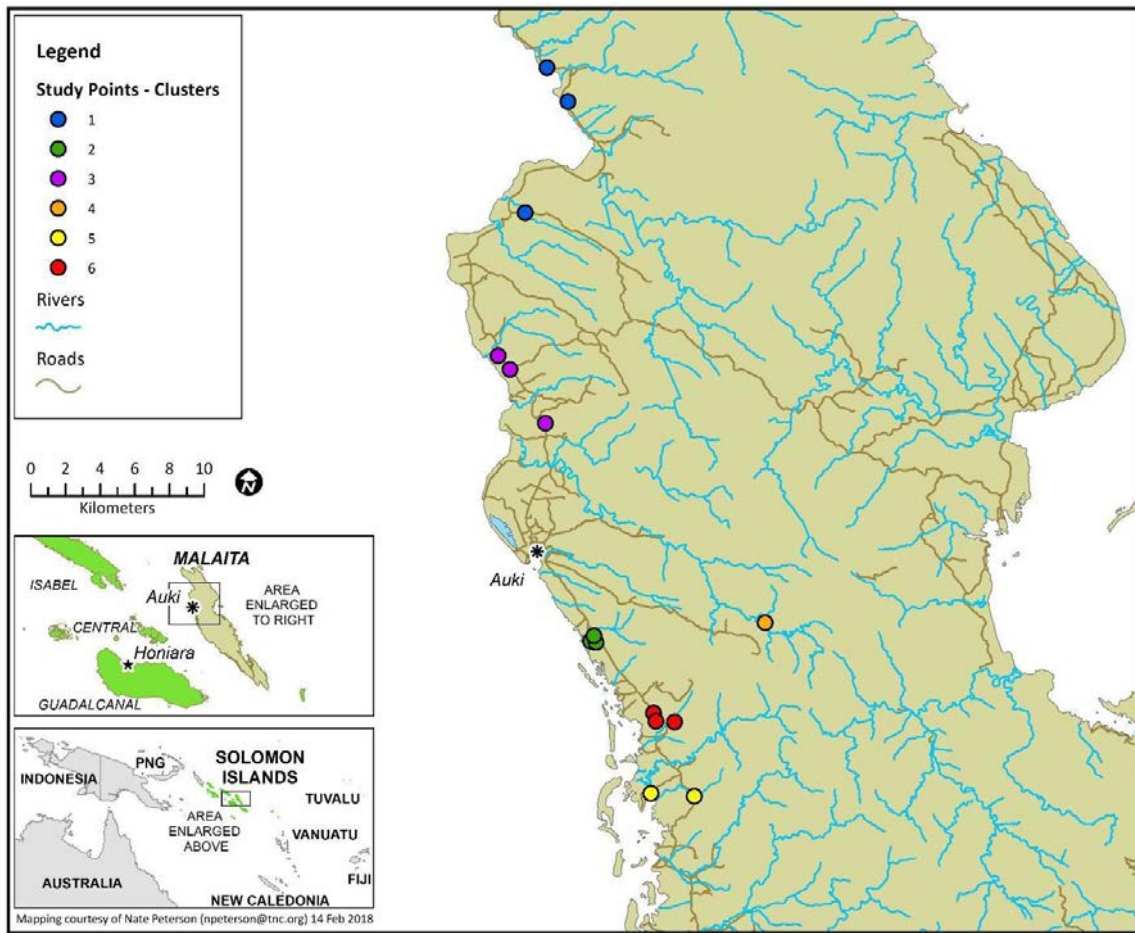 Legend
Study Points - Clusters
1
2
3
4
5
6
Rivers
Roads
0 2 4 6 8 10
Kilometers
N
MALAITA
ISABEL
Auki
AREA
ENLARGED
TO RIGHT
CENTRAL
Honiara
GUADALCANAL
SOLOMON
ISLANDS
PNG
INDONESIA
TUVALU
AREA
ENLARGED
ABOVE
VANUATU
FIJI
AUSTRALIA
NEW CALEDONIA
Mapping courtesy of Nate Peterson (npeterson@tnc.org) 14 Feb 2018
Auki